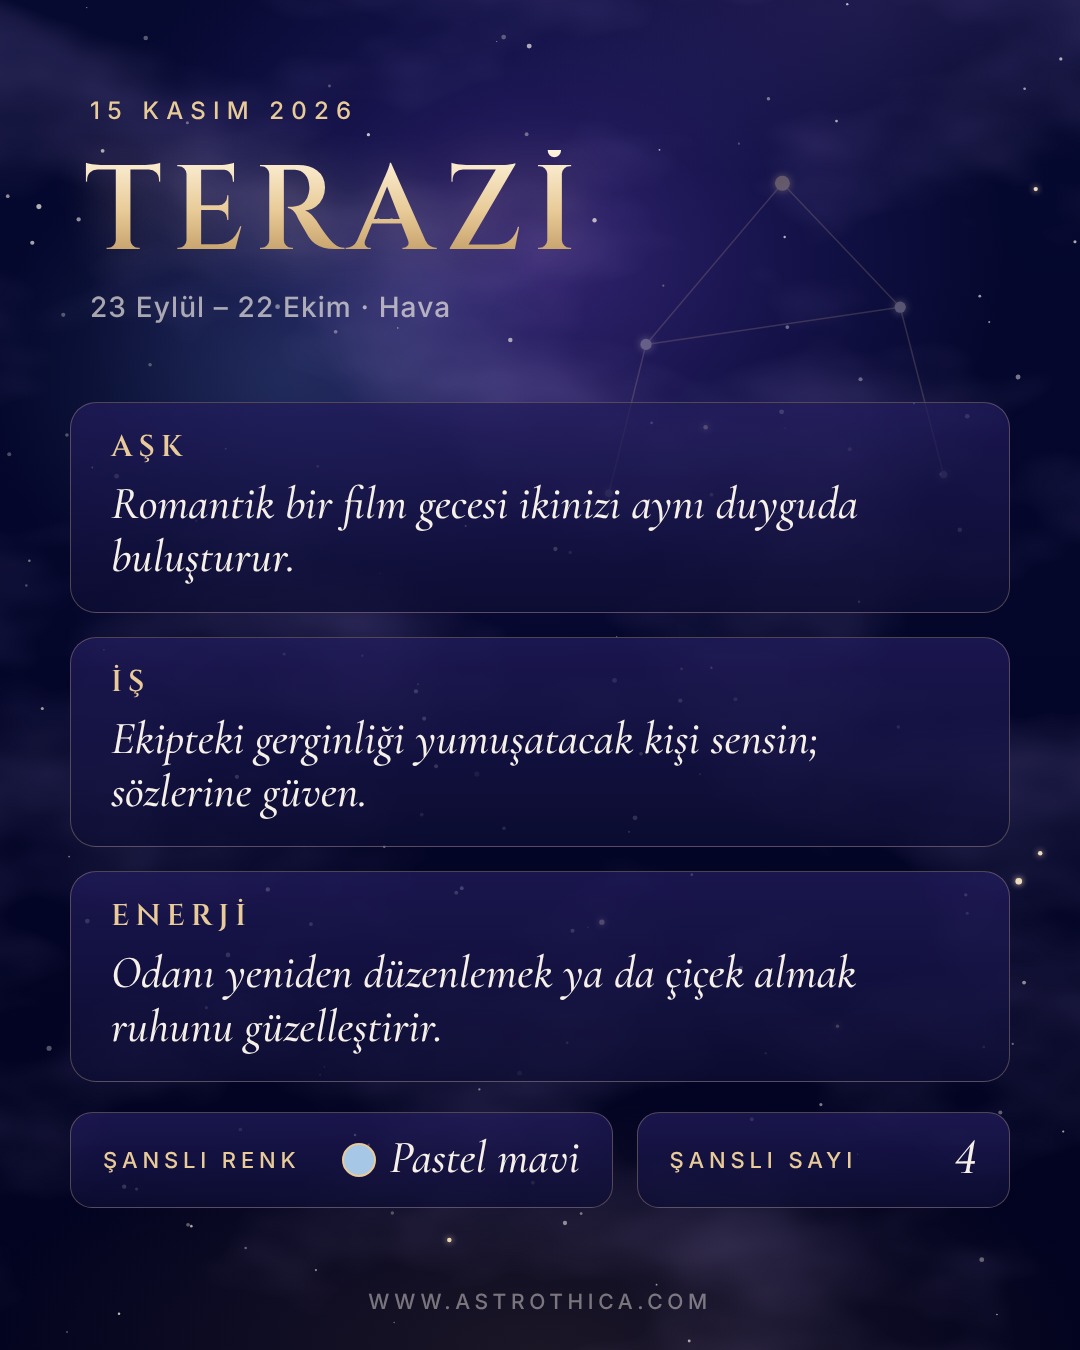 15 KASIM 2026
TERAZİ
23 Eylül – 22 Ekim · Hava
AŞK
Romantik bir film gecesi ikinizi aynı duyguda
buluşturur.
İŞ
Ekipteki gerginliği yumuşatacak kişi sensin;
sözlerine güven.
ENERJİ
Odanı yeniden düzenlemek ya da çiçek almak
ruhunu güzelleştirir.
ŞANSLI RENK Pastel mavi
ŞANSLI SAYI 4
WWW.ASTROTHICA.COM